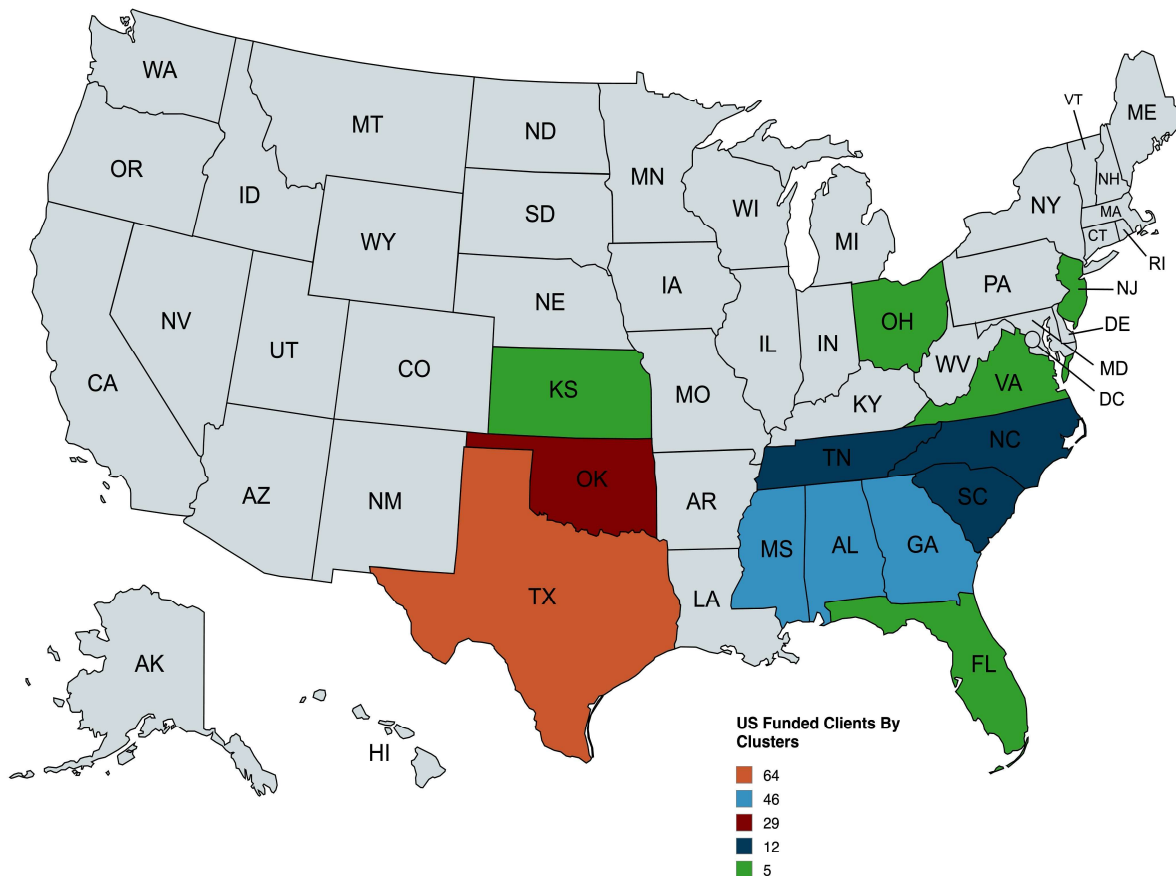 WA
MT
ND
MN
VT
ME
OR
ID
SD
WI
MI
NY
NH
MA
CT
RI
WY
IA
PA
NJ
NE
NV
UT
CO
IL
IN
OH
DE
MD
DC
WV
VA
CA
KS
MO
KY
NC
TN
AZ
NM
OK
AR
SC
MS
AL
GA
TX
LA
AK
FL
HI
US Funded Clients By
Clusters
64
46
29
12
5